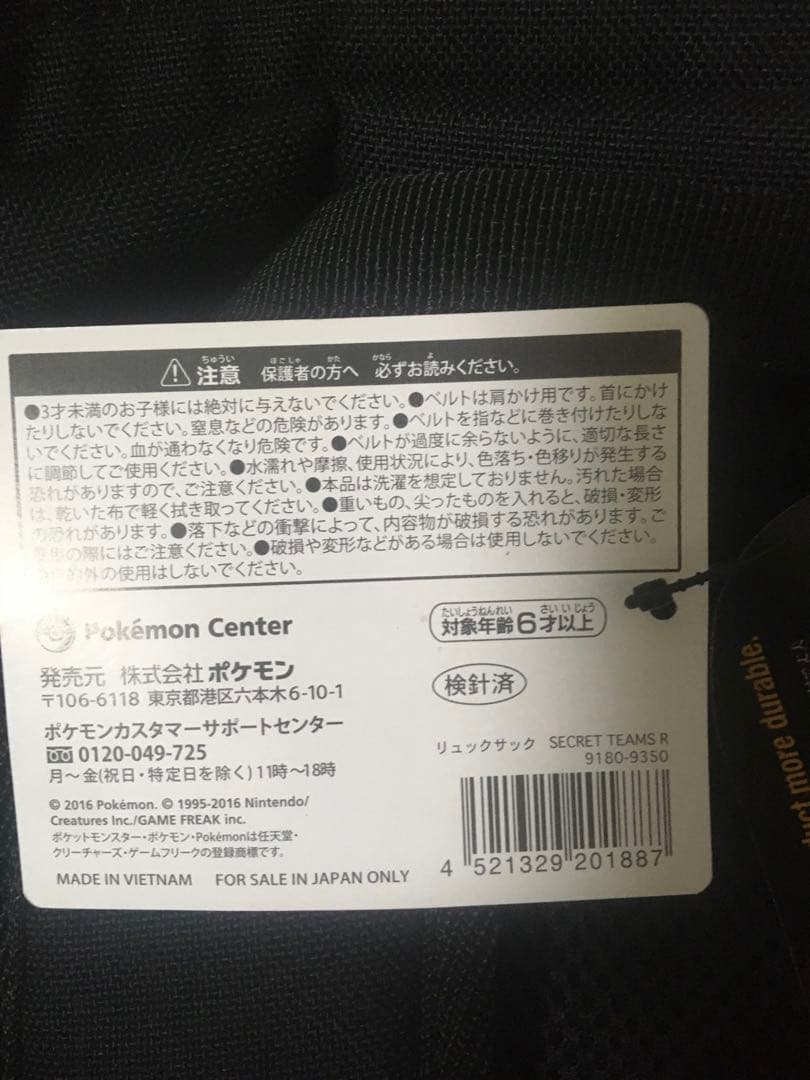 注意 保護者の方へ 必ずお読みください。
●3才未満のお子様には絶対に与えないでください。●ベルトは肩かけ用です。首にかけ
たりしないでください。窒息などの危険があります。●ベルトを指などに巻き付けたりしな
いでください。血が通わなくなり危険です。●ベルトが過度に余らないように、適切な長さ
に調節してご使用ください。●水濡れや摩擦、使用状況により、色落ち・色移りが発生する
恐れがありますので、ご注意ください。●本品は洗濯を想定しておりません。汚れた場合
は、乾いた布で軽く拭き取ってください。●重いもの、尖ったものを入れると、破損・変形
の恐れがあります。●落下などの衝撃によって、内容物が破損する恐れがあります。ご
使用の際にはご注意ください。●破損や変形などがある場合は使用しないでください。
の使用はしないでください。
Pokémon Center
対象年齢6才以上
発売元 株式会社ポケモン
〒106-6118 東京都港区六本木6-10-1
検針済
ポケモンカスタマーサポートセンター
0120-049-725
月～金(祝日・特定日を除く)11時～18時
リュックサック SECRET TEAMS R
9180-9350
© 2016 Pokémon. © 1995-2016 Nintendo/
Creatures Inc./GAME FREAK inc.
ポケットモンスター・ポケモン・Pokémonは任天堂・
クリーチャーズ・ゲームフリークの登録商標です。
MADE IN VIETNAM FOR SALE IN JAPAN ONLY
4 521329 201887
more durable.